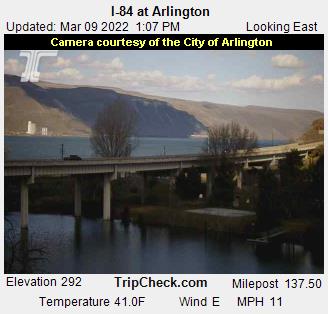 I-84 at Arlington
Updated: Mar 09 2022 1:07 PM Looking East
Camera courtesy of the City of Arlington
Elevation 292 TripCheck.com Milepost 137.50
Temperature 41.0F Wind E MPH 11